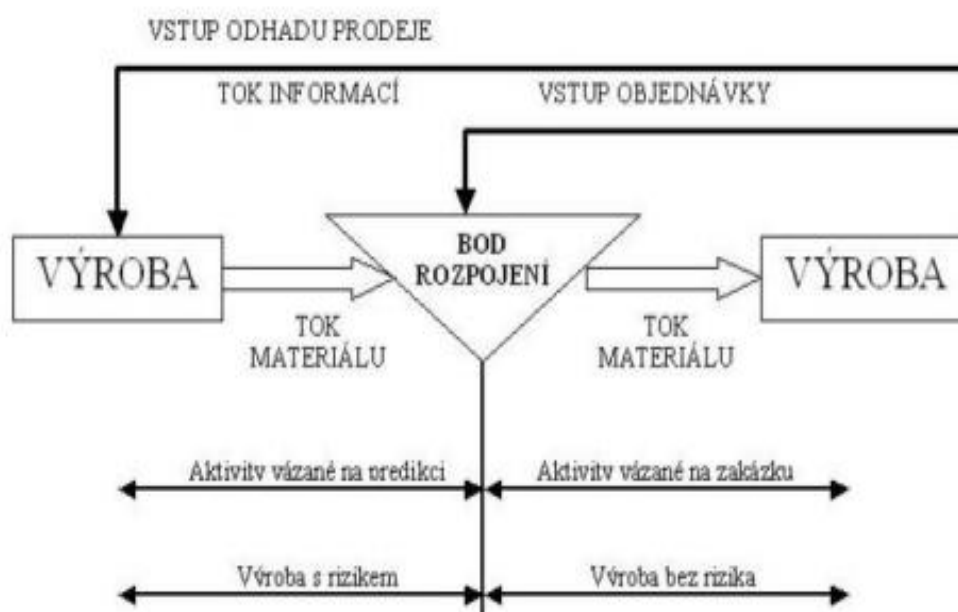 VSTUP ODHADU PRODEJE
TOK INFORMACÍ
VSTUP OBJEDNÁVKY
VÝROBA
BOD
ROZPOJENÍ
VÝROBA
TOK
MATERIÁLU
TOK
MATERIÁLU
Aktivity vázané na predikci
Aktivity vázané na zakázku
Výroba s rizikem
Výroba bez rizika